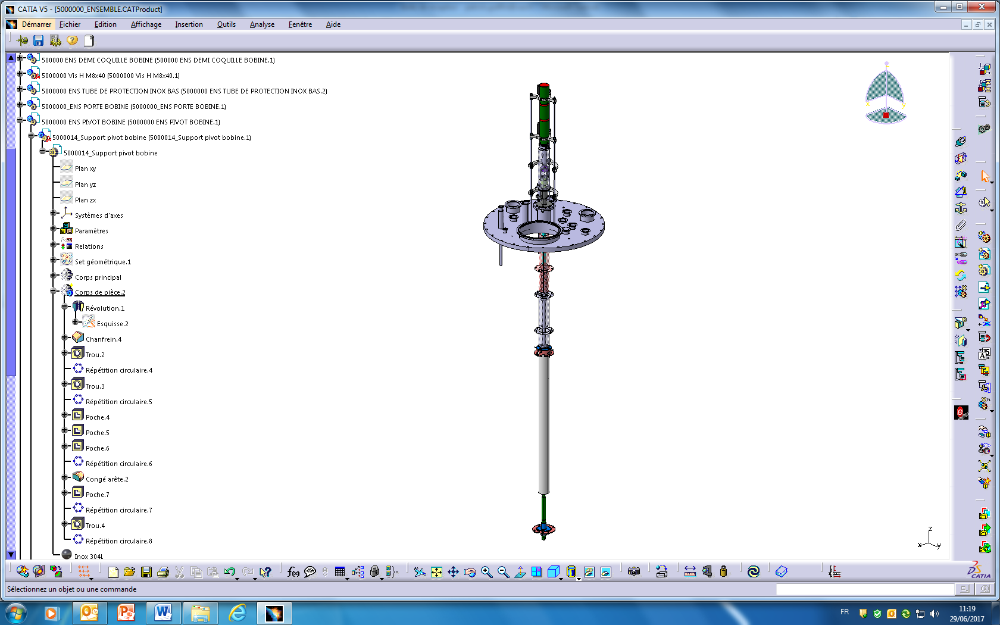 CATIA V5 - [5000000_ENSEMBLE.CATProduct]
Démarrer Fichier Edition Affichage Insertion Outils Analyse Fenêtre Aide
500000 ENS DEMI COQUILLE BOBINE (500000 ENS DEMI COQUILLE BOBINE.1)
5000000 Vis H M8x40 (5000000 Vis H M8x40.1)
5000000 ENS TUBE DE PROTECTION INOX BAS (5000000 ENS TUBE DE PROTECTION INOX BAS.2)
5000000_ENS PORTE BOBINE (5000000_ENS PORTE BOBINE.1)
5000000 ENS PIVOT BOBINE (5000000 ENS PIVOT BOBINE.1)
5000014_Support pivot bobine (5000014_Support pivot bobine.1)
5000014_Support pivot bobine
Plan xy
Plan yz
Plan zx
Systèmes d'axes
Paramètres
Relations
Set géométrique.1
Corps principal
Corps de pièce.2
Révolution.1
Esquisse.2
Chanfrein.4
Trou.2
Répétition circulaire.4
Trou.3
Répétition circulaire.5
Poche.4
Poche.5
Poche.6
Répétition circulaire.6
Congé arête.2
Poche.7
Répétition circulaire.7
Trou.4
Répétition circulaire.8
Inox 304L
x y
z
x y
f(x)
CATIA
Sélectionnez un objet ou une commande
FR
11:19
29/06/2017